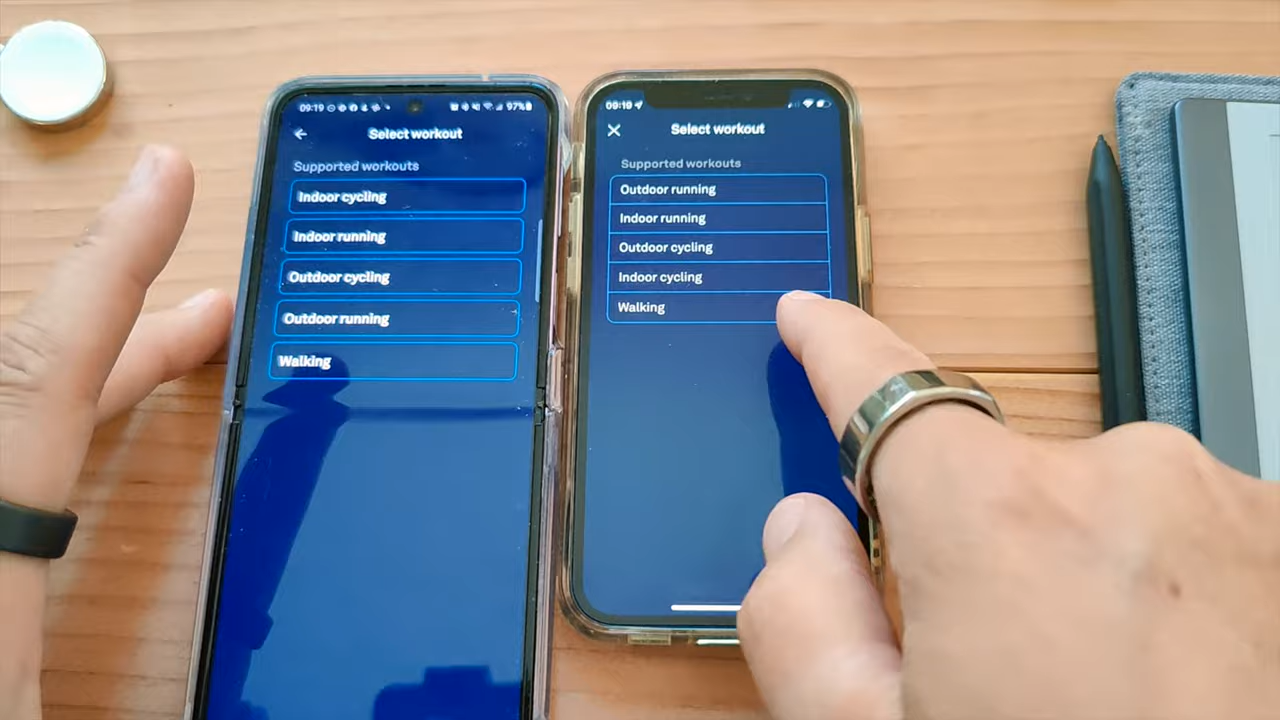 09:19 97%
Select workout
Supported workouts
Indoor cycling
Indoor running
Outdoor cycling
Outdoor running
Walking
09:19
Select workout
Supported workouts
Outdoor running
Indoor running
Outdoor cycling
Indoor cycling
Walking